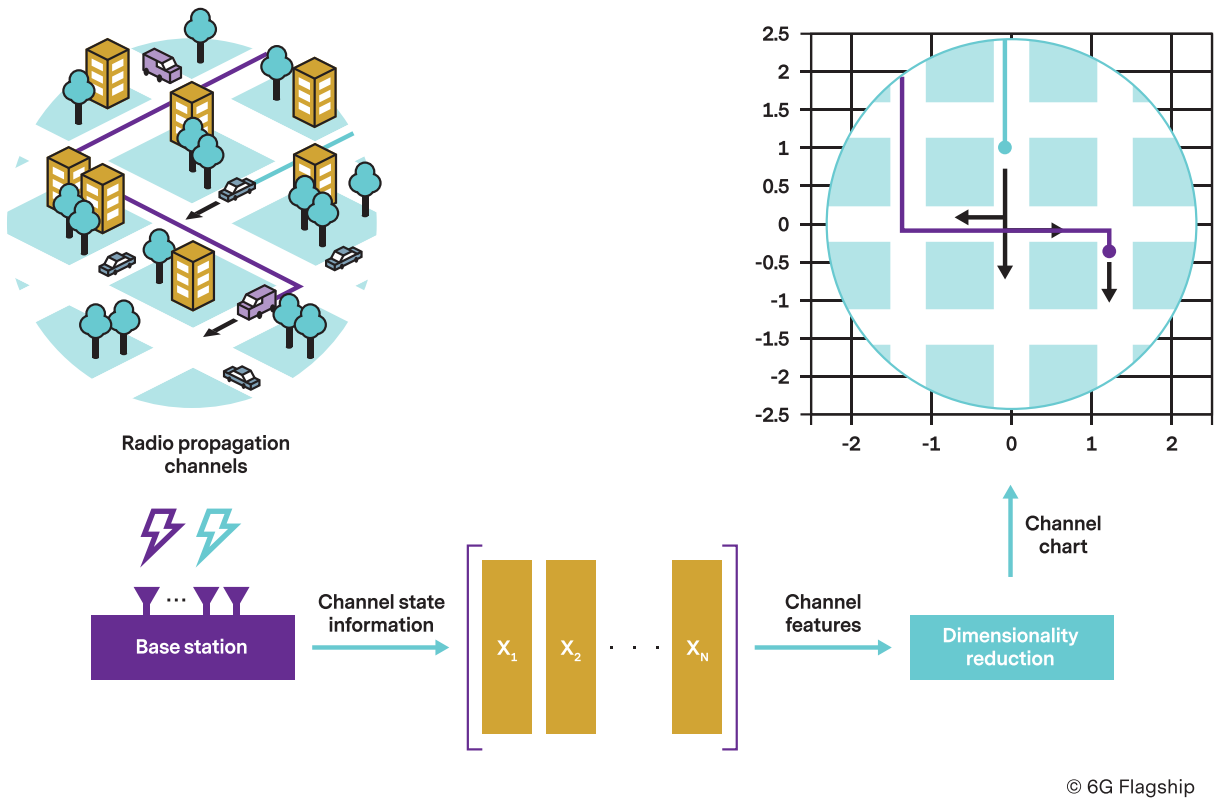 2.5
2
1.5
1
0.5
0
-0.5
-1
-1.5
-2
-2.5
-2 -1 0 1 2
Radio propagation
channels
...
Base station
Channel state
information
X1 X2 . . . XN
Channel
features
Dimensionality
reduction
Channel
chart
© 6G Flagship